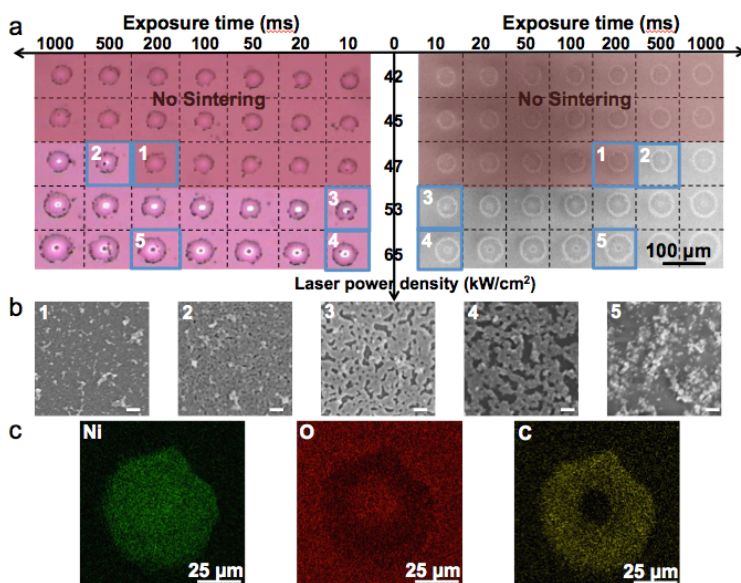 a
Exposure time (ms)
Exposure time (ms)
1000 500 200 100 50 20 10 0 10 20 50 100 200 500 1000
42
No Sintering
No Sintering
45
2 1 47 1 2
3 53 3
5 4 65 4 5
100 µm
Laser power density (kW/cm²)
b
1 2 3 4 5
c
Ni O C
25 µm 25 µm 25 µm